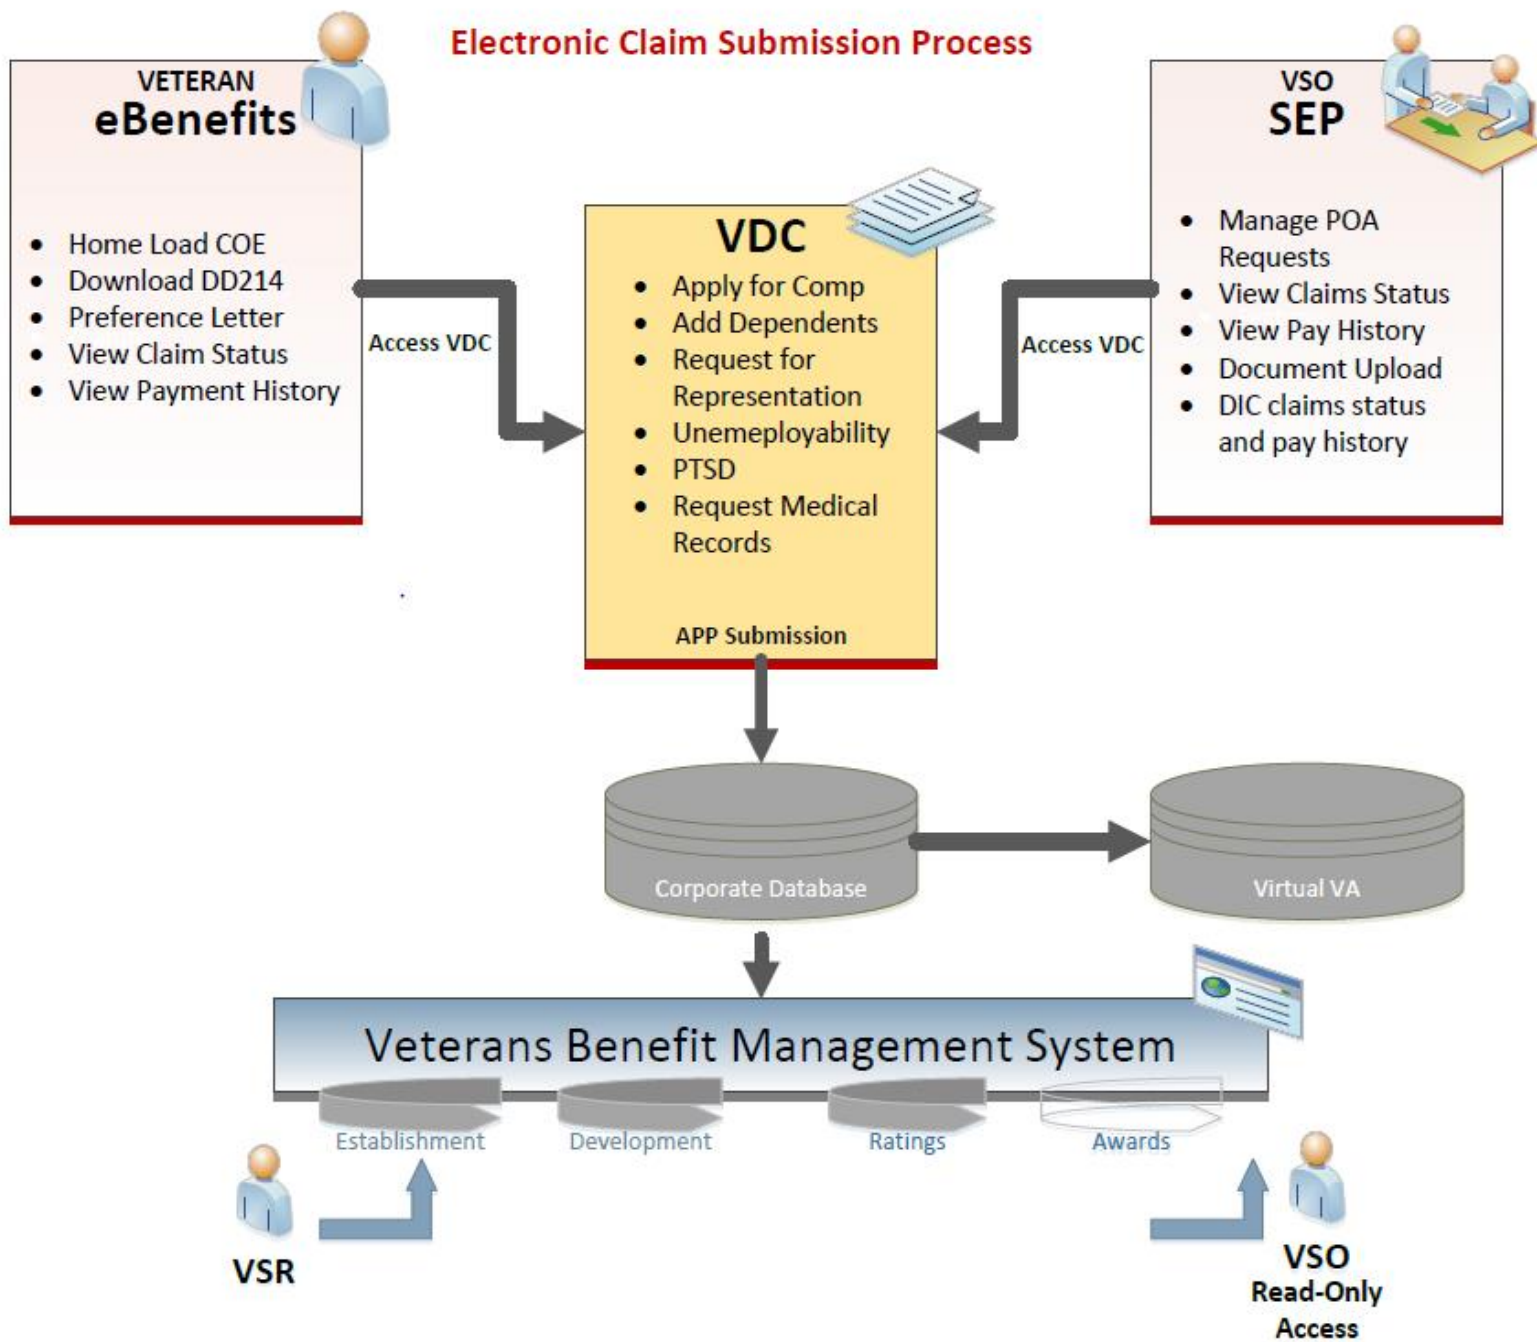 Electronic Claim Submission Process
VETERAN
eBenefits
• Home Load COE
• Download DD214
• Preference Letter
• View Claim Status
• View Payment History
Access VDC
VDC
• Apply for Comp
• Add Dependents
• Request for
Representation
• Unemeployability
• PTSD
• Request Medical
Records
APP Submission
Access VDC
VSO
SEP
• Manage POA
Requests
• View Claims Status
• View Pay History
• Document Upload
• DIC claims status
and pay history
Corporate Database
Virtual VA
Veterans Benefit Management System
Establishment
Development
Ratings
Awards
VSR
VSO
Read-Only
Access